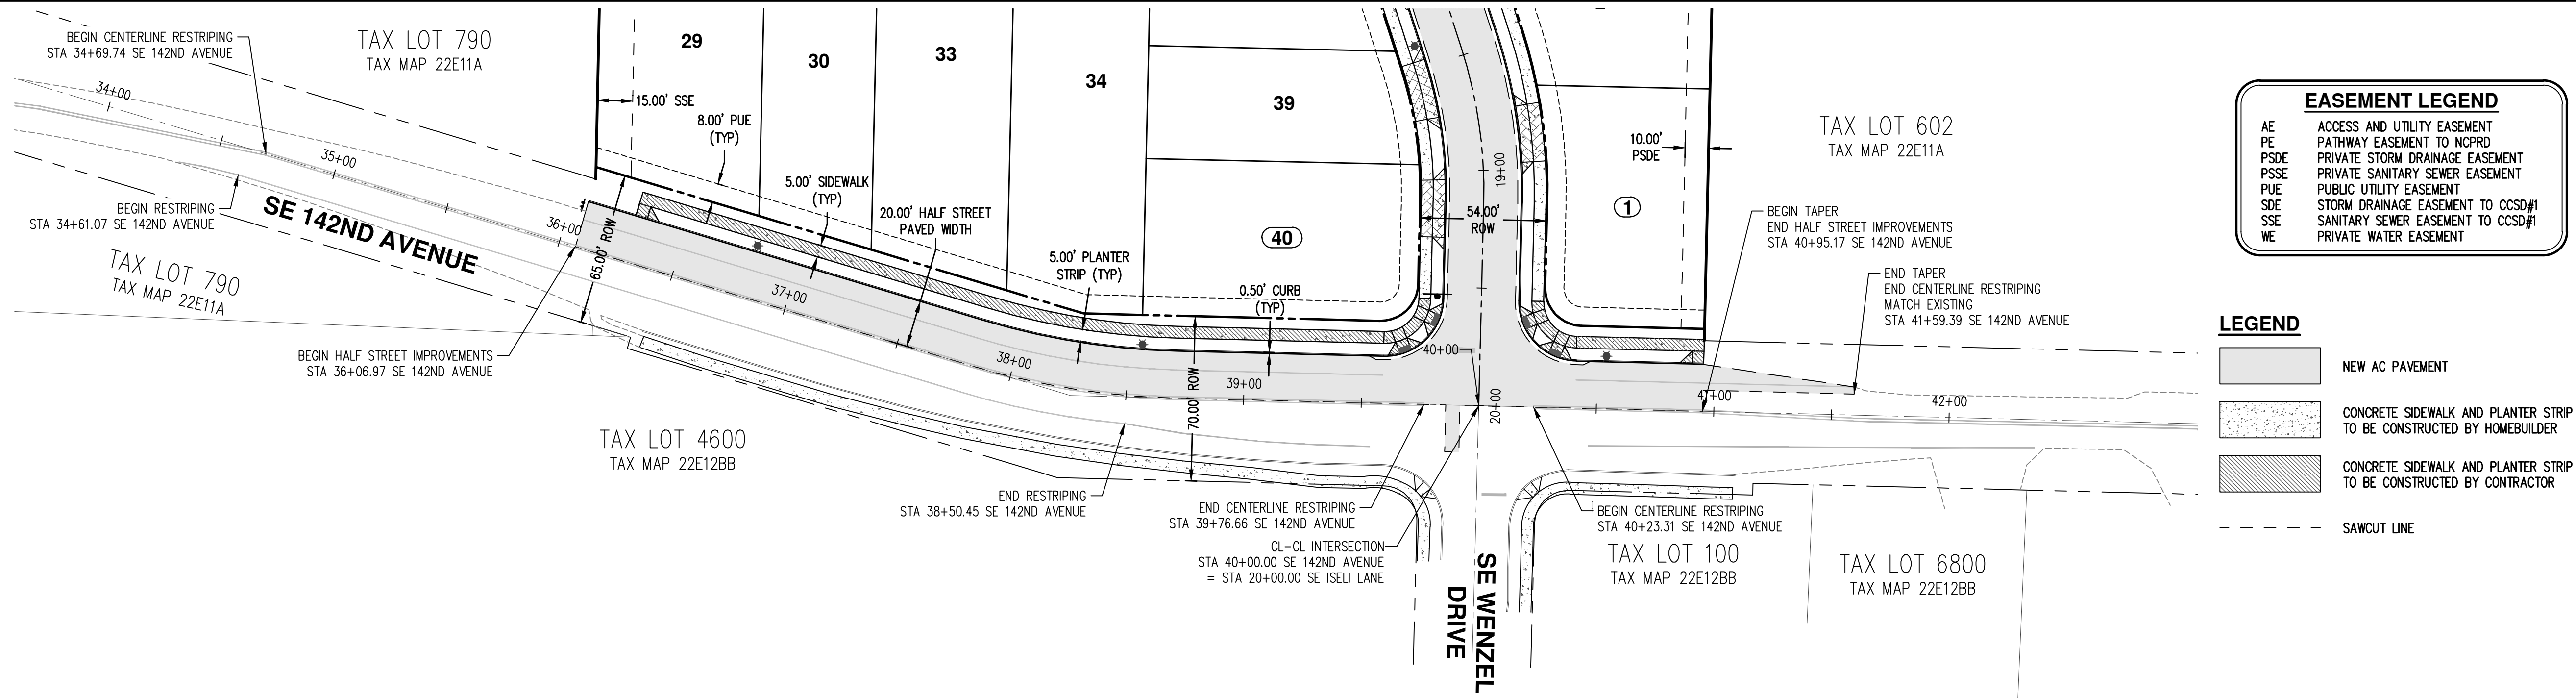 BEGIN CENTERLINE RESTRIPING
STA 34+69.74 SE 142ND AVENUE
TAX LOT 790
TAX MAP 22E11A
34+00
35+00
BEGIN RESTRIPING
STA 34+61.07 SE 142ND AVENUE
SE 142ND AVENUE
TAX LOT 790
TAX MAP 22E11A
36+00
65.00' ROW
BEGIN HALF STREET IMPROVEMENTS
STA 36+06.97 SE 142ND AVENUE
29
30
33
34
39
40
1
15.00' SSE
8.00' PUE
(TYP)
5.00' SIDEWALK
(TYP)
20.00' HALF STREET
PAVED WIDTH
5.00' PLANTER
STRIP (TYP)
0.50' CURB
(TYP)
37+00
38+00
39+00
40+00
70.00' ROW
54.00'
ROW
19+00
20+00
10.00'
PSDE
TAX LOT 602
TAX MAP 22E11A
BEGIN TAPER
END HALF STREET IMPROVEMENTS
STA 40+95.17 SE 142ND AVENUE
END TAPER
END CENTERLINE RESTRIPING
MATCH EXISTING
STA 41+59.39 SE 142ND AVENUE
41+00
42+00
TAX LOT 4600
TAX MAP 22E12BB
END RESTRIPING
STA 38+50.45 SE 142ND AVENUE
END CENTERLINE RESTRIPING
STA 39+76.66 SE 142ND AVENUE
CL-CL INTERSECTION
STA 40+00.00 SE 142ND AVENUE
= STA 20+00.00 SE ISELI LANE
SE WENZEL
DRIVE
BEGIN CENTERLINE RESTRIPING
STA 40+23.31 SE 142ND AVENUE
TAX LOT 100
TAX MAP 22E12BB
TAX LOT 6800
TAX MAP 22E12BB
EASEMENT LEGEND
AE ACCESS AND UTILITY EASEMENT
PE PATHWAY EASEMENT TO NCPRD
PSDE PRIVATE STORM DRAINAGE EASEMENT
PSSE PRIVATE SANITARY SEWER EASEMENT
PUE PUBLIC UTILITY EASEMENT
SDE STORM DRAINAGE EASEMENT TO CCSD#1
SSE SANITARY SEWER EASEMENT TO CCSD#1
WE PRIVATE WATER EASEMENT
LEGEND
NEW AC PAVEMENT
CONCRETE SIDEWALK AND PLANTER STRIP
TO BE CONSTRUCTED BY HOMEBUILDER
CONCRETE SIDEWALK AND PLANTER STRIP
TO BE CONSTRUCTED BY CONTRACTOR
SAWCUT LINE